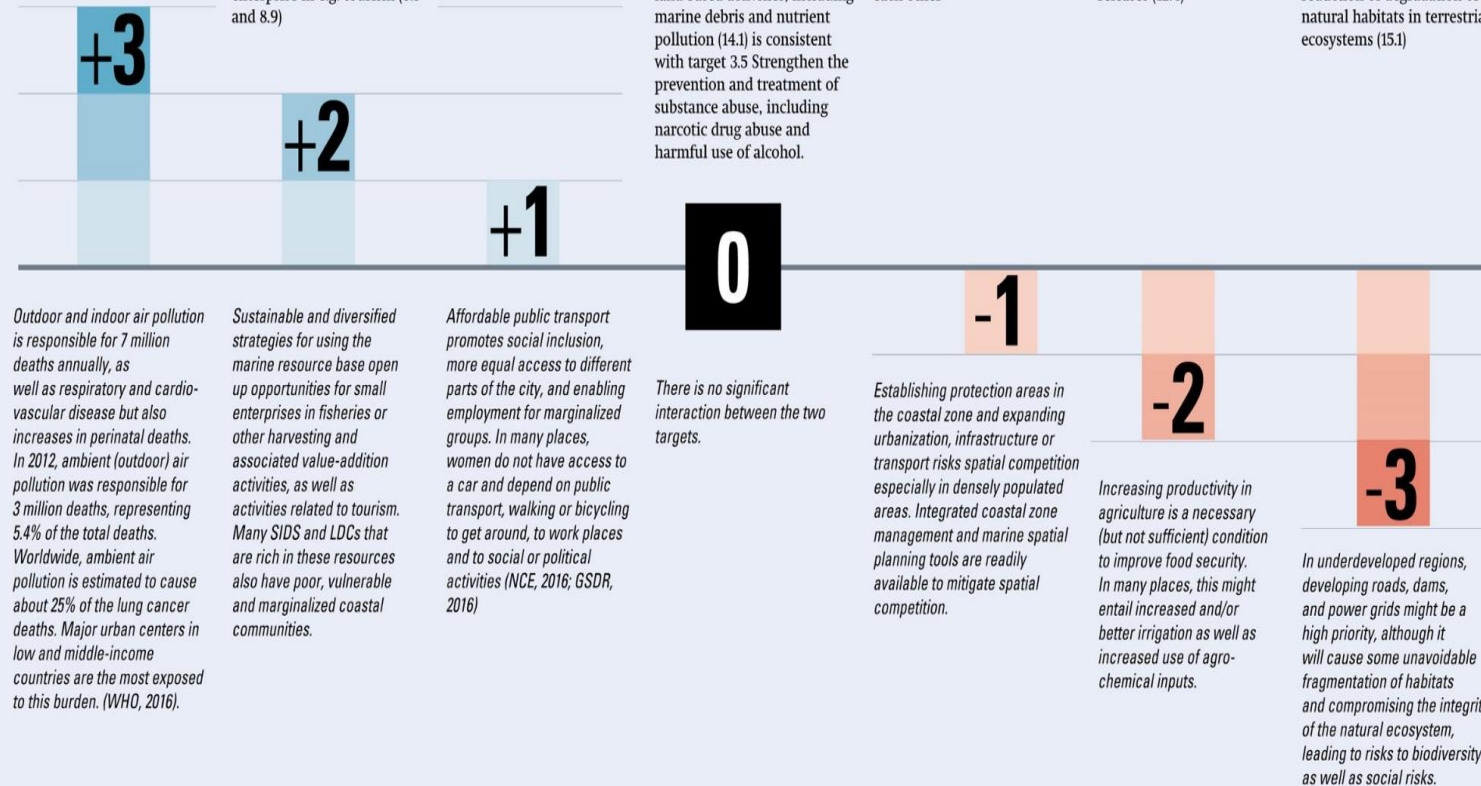 and 8.9)
marine debris and nutrient
pollution (14.1) is consistent
with target 3.5 Strengthen the
prevention and treatment of
substance abuse, including
narcotic drug abuse and
harmful use of alcohol.
natural habitats in terrestria
ecosystems (15.1)
+3
+2
+1
0
-1
-2
-3
Outdoor and indoor air pollution
is responsible for 7 million
deaths annually, as
well as respiratory and cardio-
vascular disease but also
increases in perinatal deaths.
In 2012, ambient (outdoor) air
pollution was responsible for
3 million deaths, representing
5.4% of the total deaths.
Worldwide, ambient air
pollution is estimated to cause
about 25% of the lung cancer
deaths. Major urban centers in
low and middle-income
countries are the most exposed
to this burden. (WHO, 2016).
Sustainable and diversified
strategies for using the
marine resource base open
up opportunities for small
enterprises in fisheries or
other harvesting and
associated value-addition
activities, as well as
activities related to tourism.
Many SIDS and LDCs that
are rich in these resources
also have poor, vulnerable
and marginalized coastal
communities.
Affordable public transport
promotes social inclusion,
more equal access to different
parts of the city, and enabling
employment for marginalized
groups. In many places,
women do not have access to
a car and depend on public
transport, walking or bicycling
to get around, to work places
and to social or political
activities (NCE, 2016; GSDR,
2016)
There is no significant
interaction between the two
targets.
Establishing protection areas in
the coastal zone and expanding
urbanization, infrastructure or
transport risks spatial competition
especially in densely populated
areas. Integrated coastal zone
management and marine spatial
planning tools are readily
available to mitigate spatial
competition.
Increasing productivity in
agriculture is a necessary
(but not sufficient) condition
to improve food security.
In many places, this might
entail increased and/or
better irrigation as well as
increased use of agro-
chemical inputs.
In underdeveloped regions,
developing roads, dams,
and power grids might be a
high priority, although it
will cause some unavoidable
fragmentation of habitats
and compromising the integrit
of the natural ecosystem,
leading to risks to biodiversity
as well as social risks.